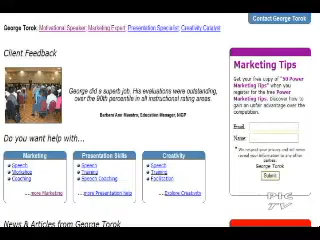 Contact George Torok
George Torok: Motivational Speaker; Marketing Expert; Presentation Specialist; Creativity Catalyst
Client Feedback
George did a superb job. His evaluations were outstanding,
over the 90th percentile in all instructional rating areas.
Barbara Ann Maestro, Education Manager, NIGP
Do you want help with...
Marketing
Speech
Workshop
Coaching
... more Marketing
Presentation Skills
Speech
Training
Speech Coaching
... more Presentation help
Creativity
Speech
Training
Facilitation
... Explore Creativity
Marketing Tips
Get your free copy of "50 Power
Marketing Tips" when you
register for the free Power
Marketing Tips. Discover how to
gain an unfair advantage over the
competition.
Email:
Name:
* We respect your privacy and will never
reveal your information to any other
parties.
George Torok
Submit
News & Articles from George Torok